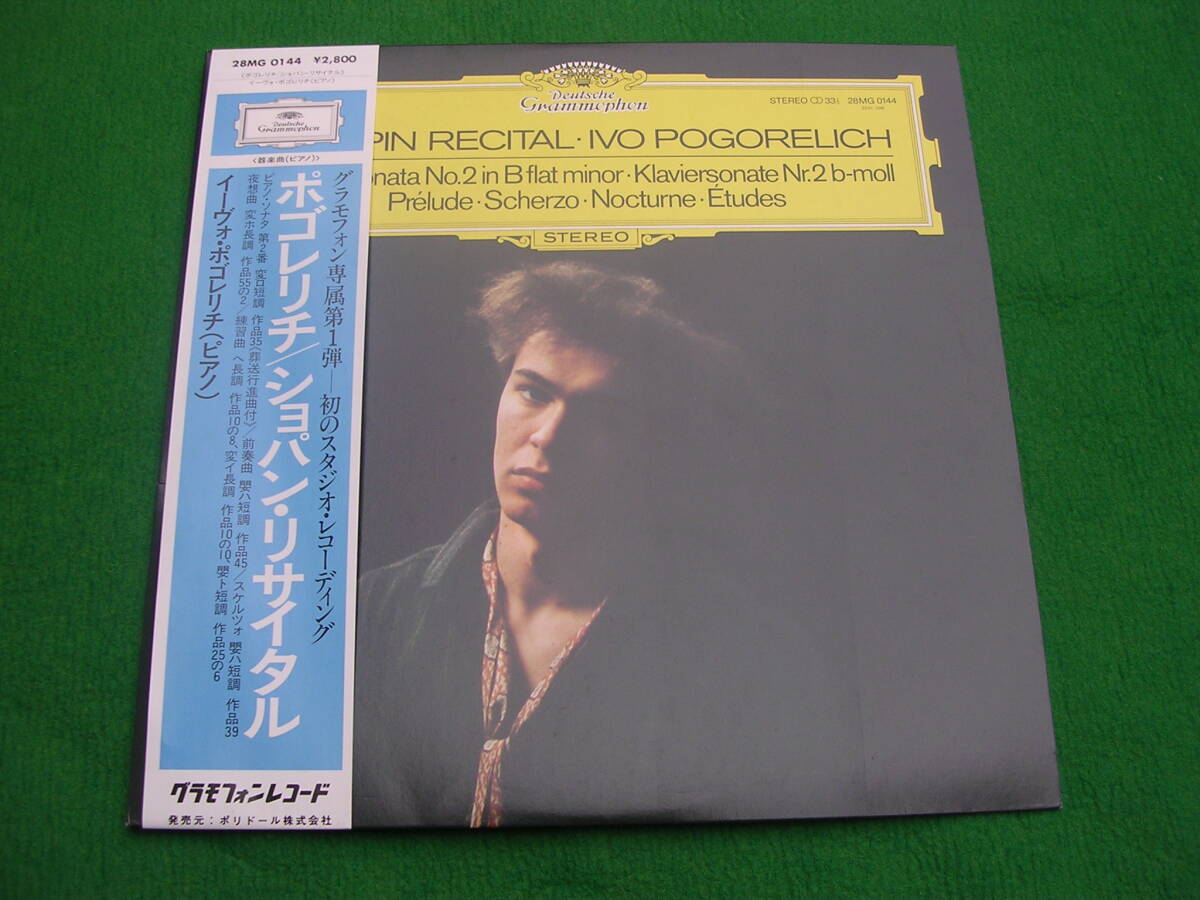 28MG 0144 ¥2,800
〈ポゴレリチ/ショパン・リサイタル〉
イーヴォ・ポゴレリチ(ピアノ)
Deutsche
Grammophon
〈器楽曲(ピアノ)〉
グラモフォン専属第1弾—初のスタジオ・レコーディング
ポゴレリチ/ショパン・リサイタル
ピアノ・ソナタ 第2番 変ロ短調 作品35《葬送行進曲付》/前奏曲 嬰ハ短調 作品45/スケルツォ 嬰ハ短調 作品39
夜想曲 変ホ長調 作品55の2/練習曲 ヘ長調 作品10の8、変イ長調 作品10の10、嬰ト短調 作品25の6
イーヴォ・ポゴレリチ(ピアノ)
グラモフォンレコード
発売元:ポリドール株式会社
Deutsche
Grammophon
STEREO 33⅓ 28MG 0144
PIN RECITAL · IVO POGORELICH
onata No.2 in B flat minor · Klaviersonate Nr.2 b-moll
Prélude · Scherzo · Nocturne · Études
STEREO